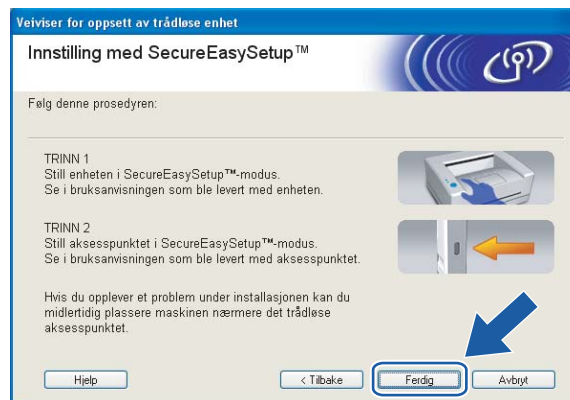 Veiviser for oppsett av trådløse enhet
Innstilling med SecureEasySetup™
Følg denne prosedyren:
TRINN 1
Still enheten i SecureEasySetup™-modus.
Se i bruksanvisningen som ble levert med enheten.
TRINN 2
Still aksesspunktet i SecureEasySetup™-modus.
Se i bruksanvisningen som ble levert med aksesspunktet.
Hvis du opplever et problem under installasjonen kan du
midlertidig plassere maskinen nærmere det trådløse
aksesspunktet.
Hjelp
< Tilbake
Ferdig
Avbryt